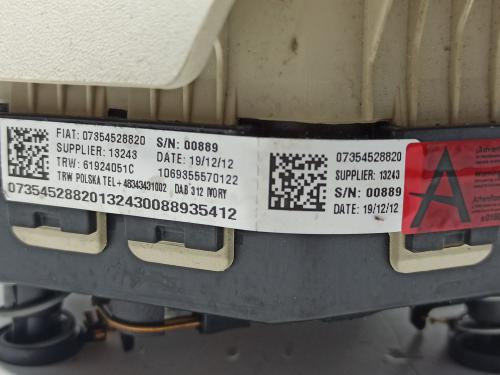 FIAT: 07354528820 S/N: 00889
SUPPLIER: 13243 DATE: 19/12/12
TRW: 61924051C 1069355570122
TRW POLSKA TEL+ 48343431002 DAB 312 IVORY
07354528820132430088935412
07354528820
SUPPLIER: 13243
S/N: 00889
DATE: 19/12/12
A